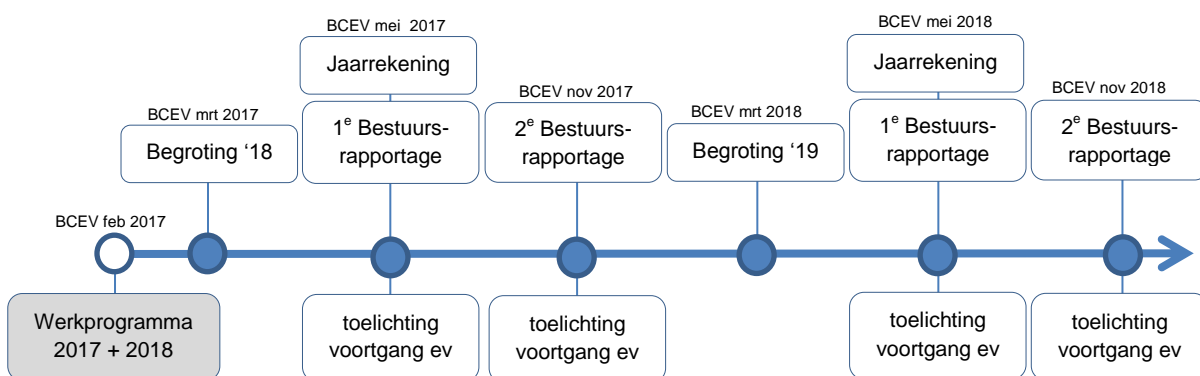 BCEV mei 2017
Jaarrekening
1e Bestuurs-
rapportage
BCEV mei 2018
Jaarrekening
1e Bestuurs-
rapportage
BCEV mrt 2017
Begroting ‘18
BCEV nov 2017
2e Bestuurs-
rapportage
BCEV mrt 2018
Begroting ‘19
BCEV nov 2018
2e Bestuurs-
rapportage
BCEV feb 2017
Werkprogramma
2017 + 2018
toelichting
voortgang ev
toelichting
voortgang ev
toelichting
voortgang ev
toelichting
voortgang ev